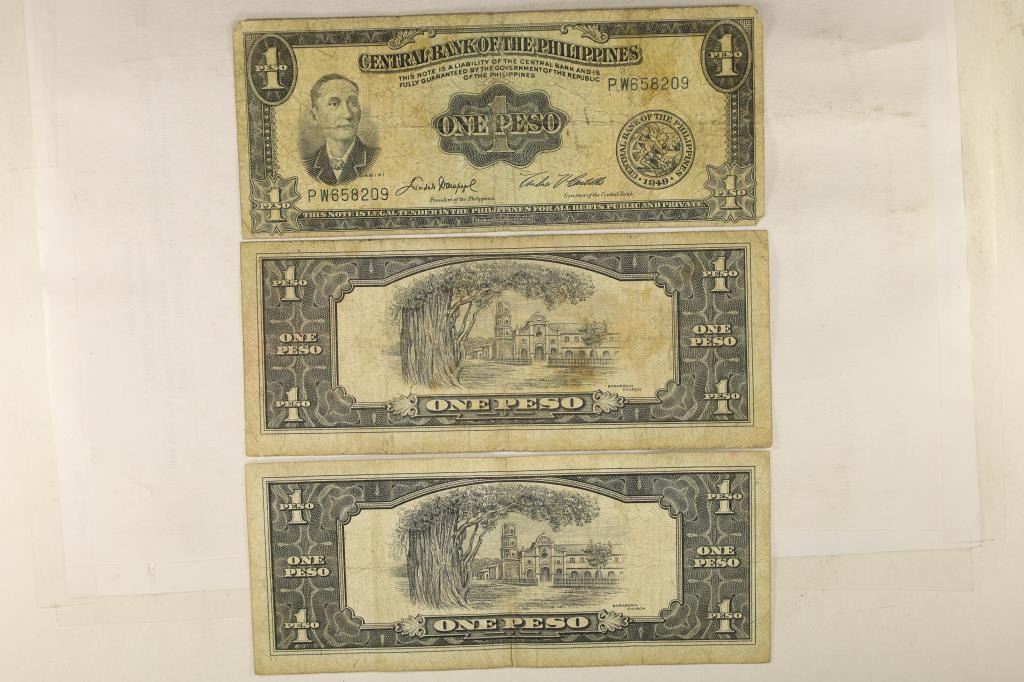 1 PESO
CENTRAL BANK OF THE PHILIPPINES
1 PESO
THIS NOTE IS A LIABILITY OF THE CENTRAL BANK AND IS
FULLY GUARANTEED BY THE GOVERNMENT OF THE REPUBLIC
OF THE PHILIPPINES
PW658209
1
ONE PESO
CENTRAL BANK OF THE PHILIPPINES
1949
MABINI
PW658209
President of the Philippines
Governor of the Central Bank
1 PESO
1 PESO
THIS NOTE IS LEGAL TENDER IN THE PHILIPPINES FOR ALL DEBTS PUBLIC AND PRIVATE
1 PESO
1 PESO
ONE PESO
ONE PESO
BARASOAIN
CHURCH
1 PESO
ONE PESO
1 PESO
1 PESO
1 PESO
ONE PESO
ONE PESO
BARASOAIN
CHURCH
1 PESO
ONE PESO
1 PESO